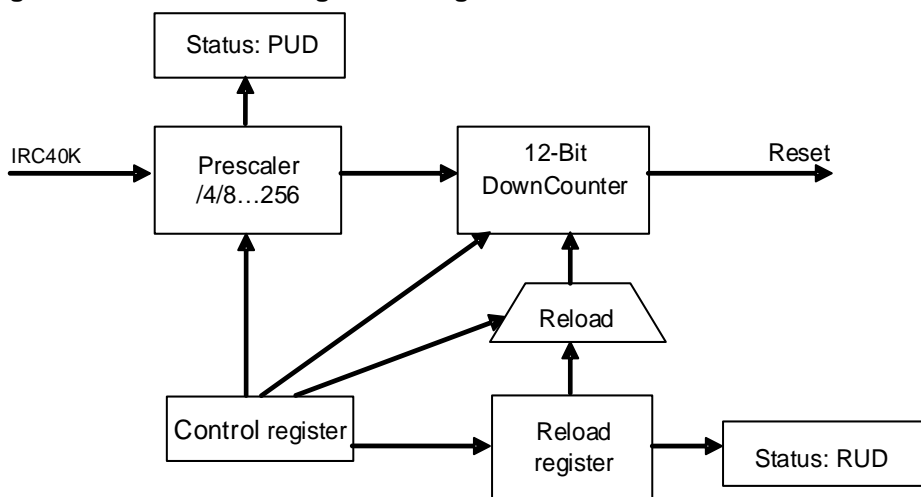 Status: PUD
IRC40K
Prescaler
/4/8...256
12-Bit
DownCounter
Reset
Reload
Control register
Reload
register
Status: RUD